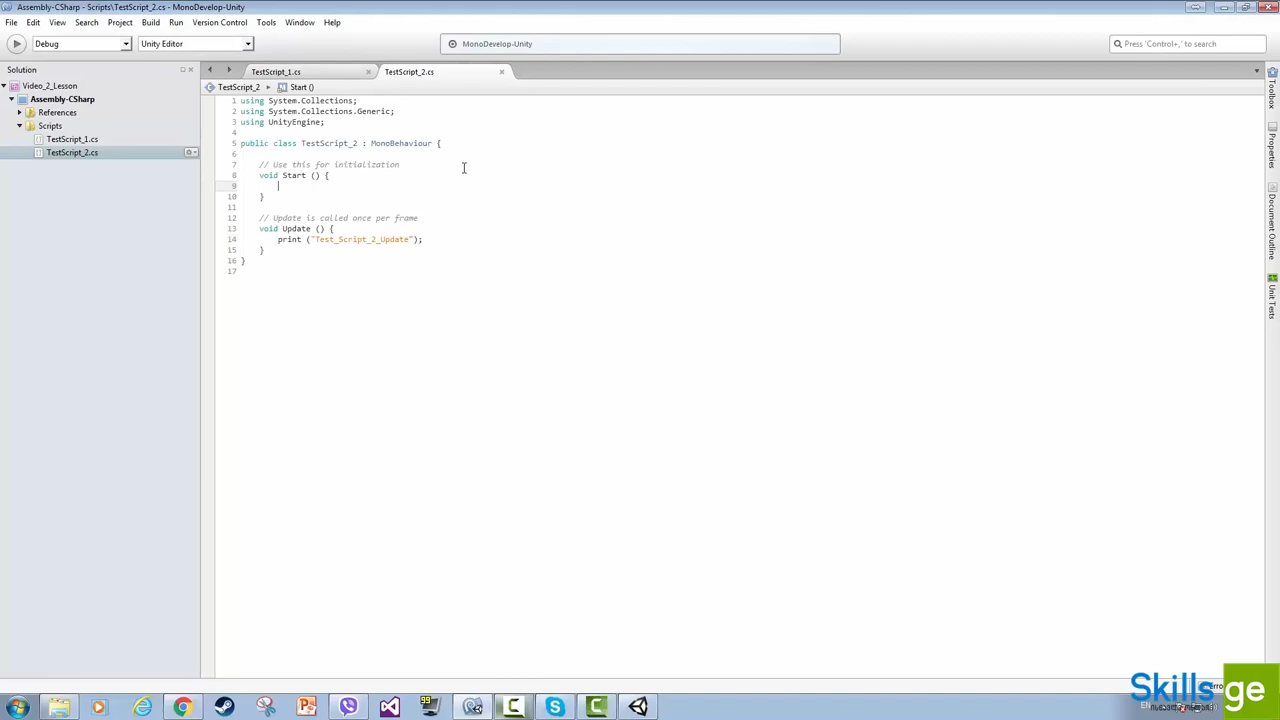 Assembly-CSharp - Scripts\TestScript_2.cs - MonoDevelop-Unity
File Edit View Search Project Build Run Version Control Tools Window Help
Debug Unity Editor MonoDevelop-Unity Press 'Control+,' to search
Solution TestScript_1.cs TestScript_2.cs
TestScript_2 Start ()
Video_2_Lesson
Assembly-CSharp
References
Scripts
TestScript_1.cs
TestScript_2.cs
1 using System.Collections;
2 using System.Collections.Generic;
3 using UnityEngine;
4
5 public class TestScript_2 : MonoBehaviour {
6
7 // Use this for initialization
8 void Start () {
9
10 }
11
12 // Update is called once per frame
13 void Update () {
14 print ("Test_Script_2_Update");
15 }
16 }
17
Toolbox
Properties
Document Outline
Unit Tests
99
Skills ge